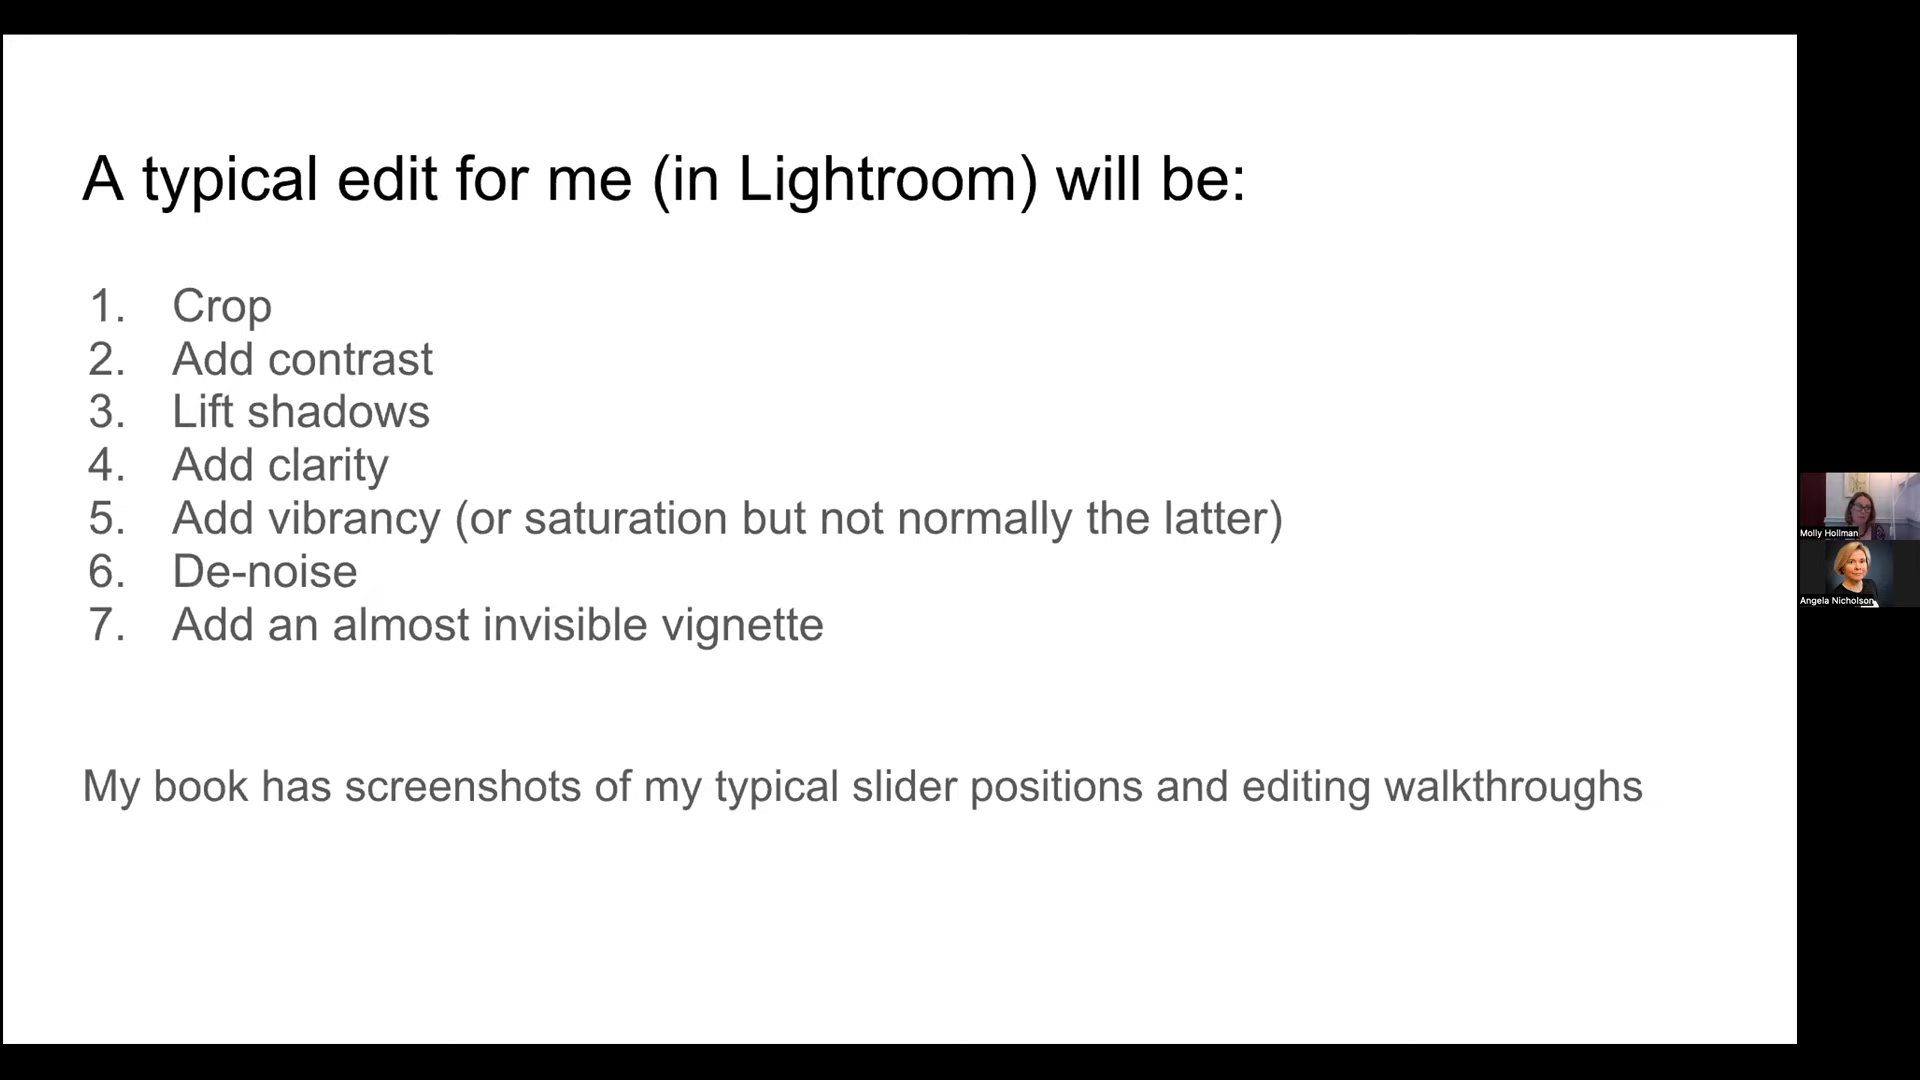 A typical edit for me (in Lightroom) will be:
1. Crop
2. Add contrast
3. Lift shadows
4. Add clarity
5. Add vibrancy (or saturation but not normally the latter)
6. De-noise
7. Add an almost invisible vignette
My book has screenshots of my typical slider positions and editing walkthroughs
Molly Hollman
Angela Nicholson